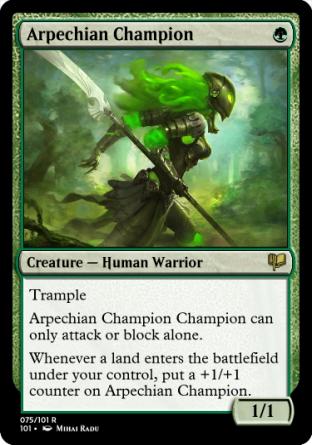 Arpechian Champion
Creature — Human Warrior
Trample
Arpechian Champion Champion can
only attack or block alone.
Whenever a land enters the battlefield
under your control, put a +1/+1
counter on Arpechian Champion.
1/1
075/101 R
101 • Mihai Radu